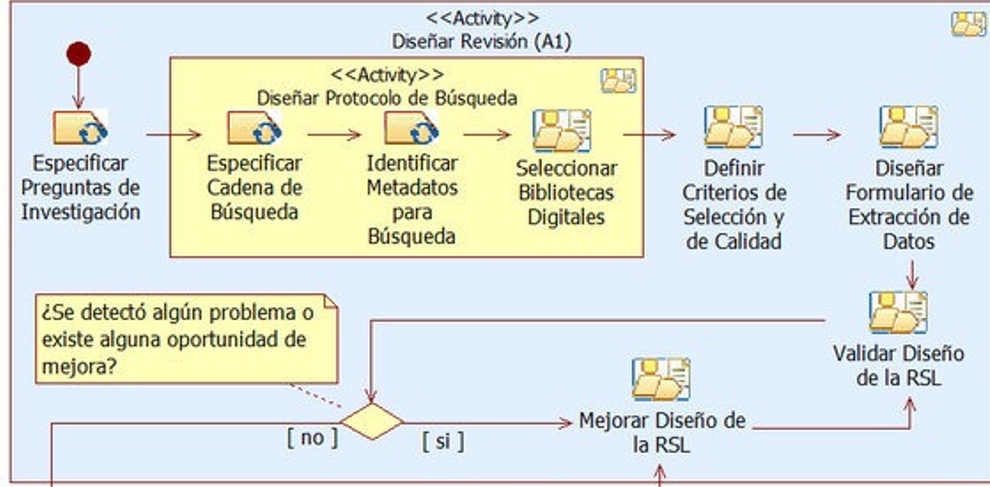 <<Activity>>
Diseñar Revisión (A1)
<<Activity>>
Diseñar Protocolo de Búsqueda
Especificar
Preguntas de
Investigación
Especificar
Cadena de
Búsqueda
Identificar
Metadatos
para
Búsqueda
Seleccionar
Bibliotecas
Digitales
Definir
Criterios de
Selección y
de Calidad
Diseñar
Formulario de
Extracción de
Datos
¿Se detectó algún problema o
existe alguna oportunidad de
mejora?
Validar Diseño
de la RSL
[ no ]
[ si ]
Mejorar Diseño de
la RSL